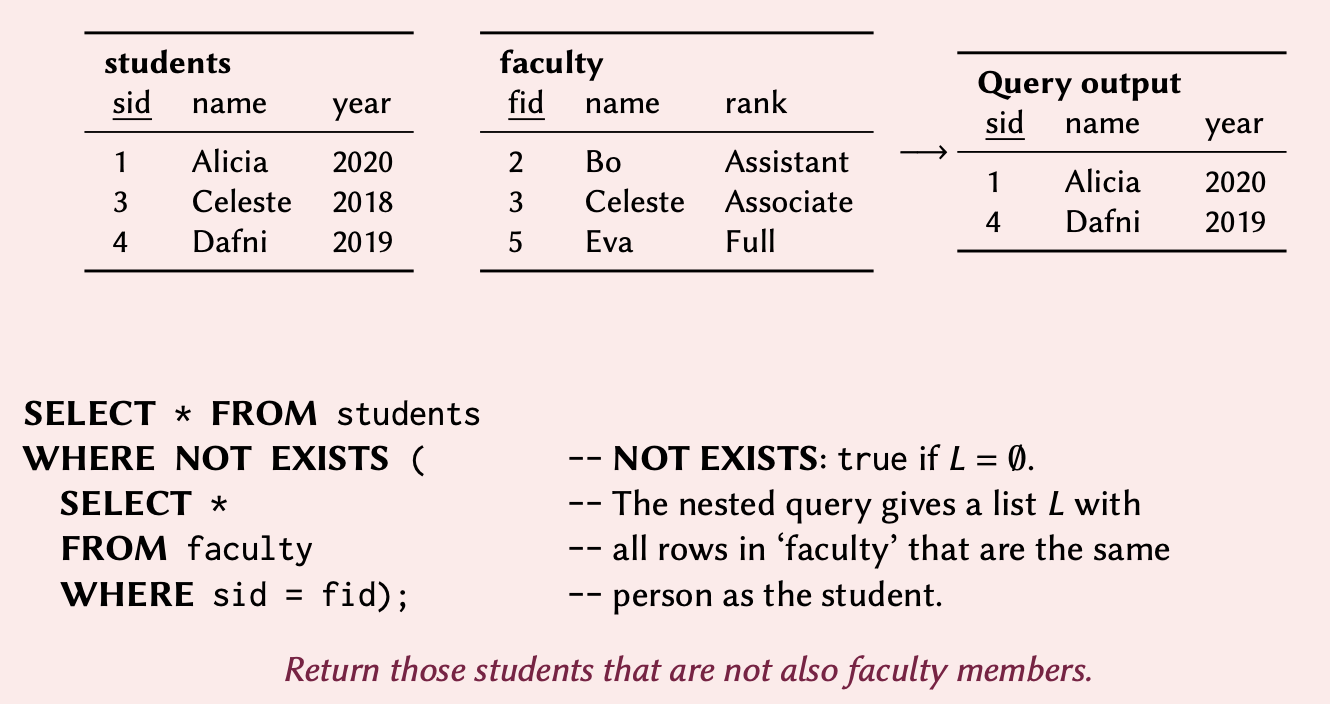 students
sid name year
1 Alicia 2020
3 Celeste 2018
4 Dafni 2019
faculty
fid name rank
2 Bo Assistant
3 Celeste Associate
5 Eva Full
⟶
Query output
sid name year
1 Alicia 2020
4 Dafni 2019
SELECT * FROM students
WHERE NOT EXISTS ( -- NOT EXISTS: true if L = ∅.
SELECT * -- The nested query gives a list L with
FROM faculty -- all rows in ‘faculty’ that are the same
WHERE sid = fid); -- person as the student.
Return those students that are not also faculty members.